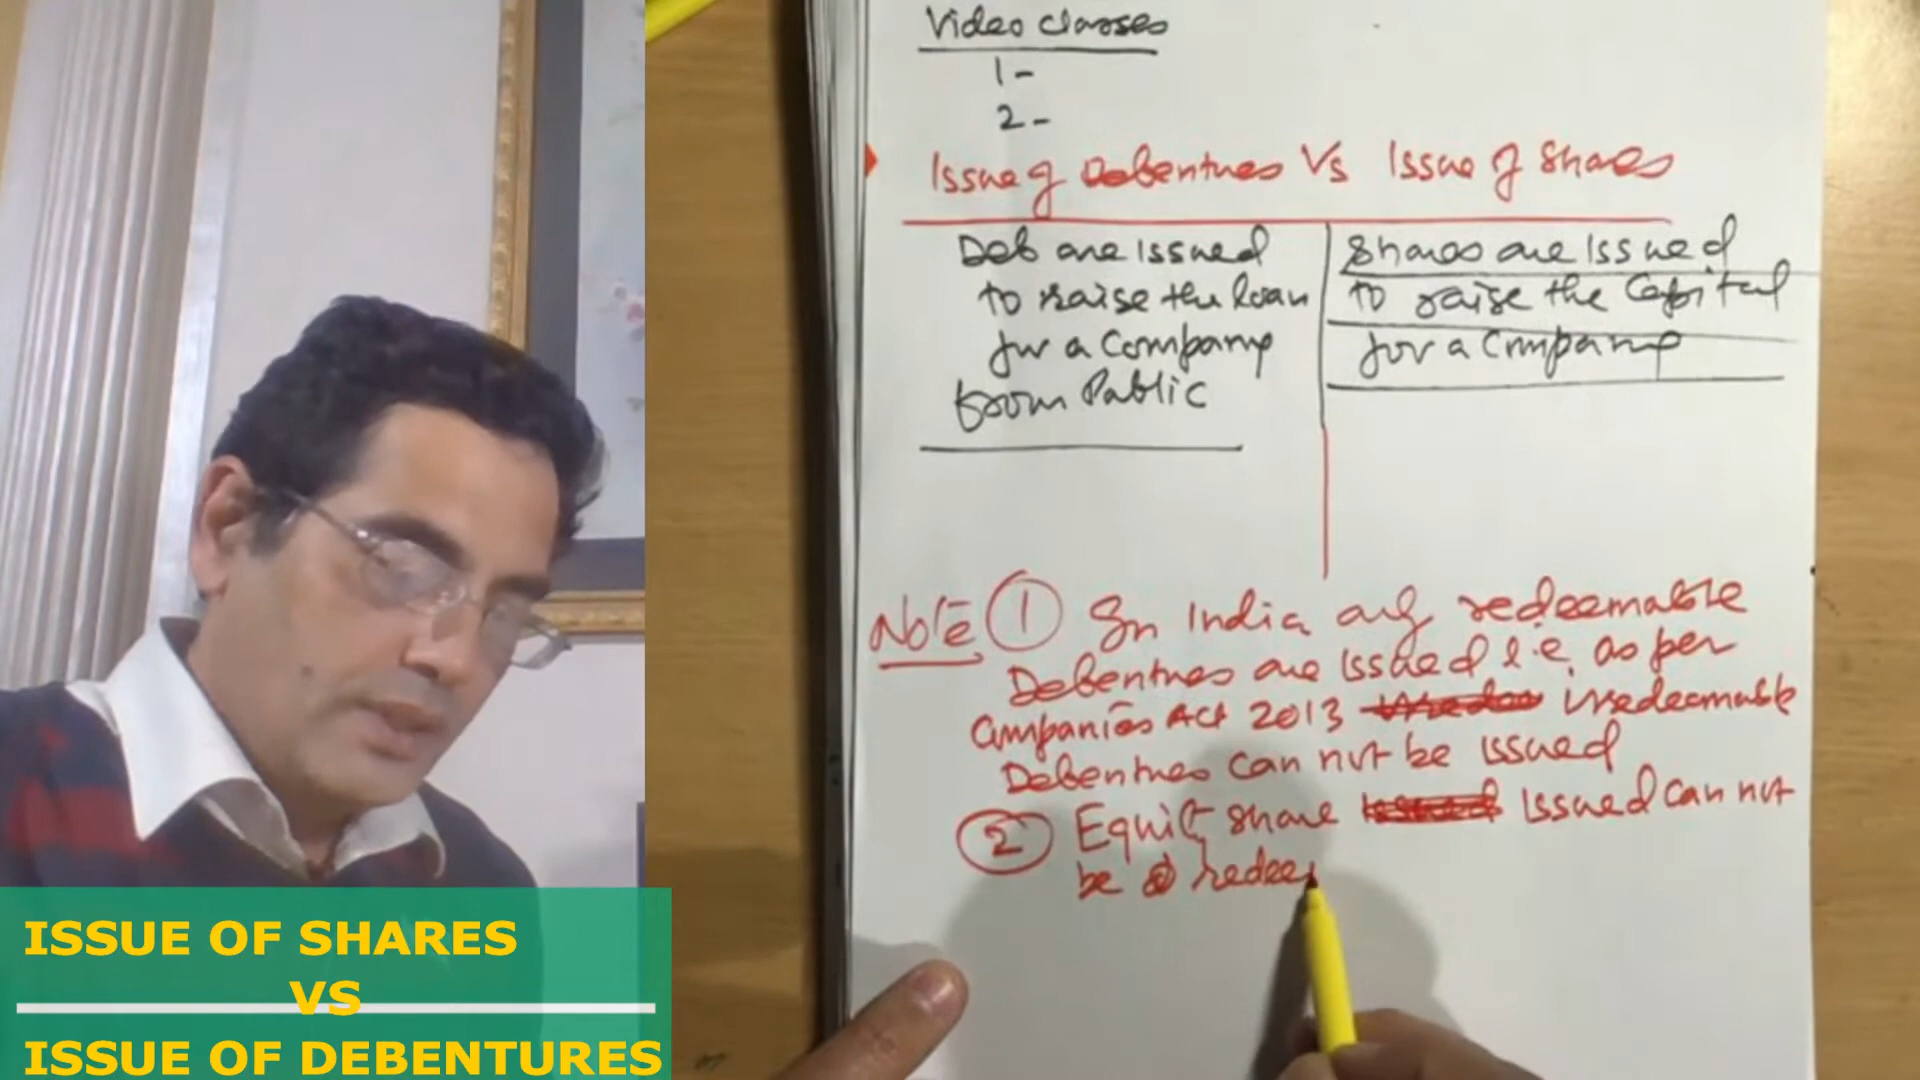 Video classes
1-
2-
Issue of Debentures Vs Issue of Shares
Deb are issued
to raise the loan
for a Company
from Public
Shares are issued
to raise the Capital
for a Company
Note 1 In India only redeemable
Debentures are issued i.e. as per
Companies Act 2013 irredeemable
Debentures can not be issued
2 Equity share issued can not
be redeem
ISSUE OF SHARES
VS
ISSUE OF DEBENTURES